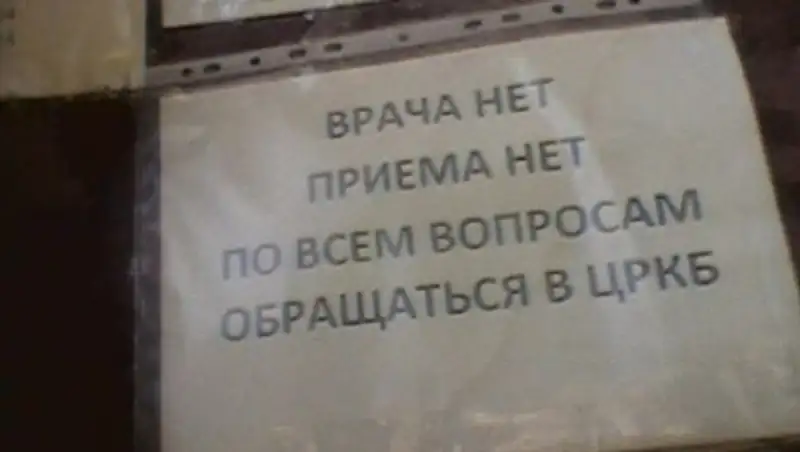 ВРАЧА НЕТ
ПРИЕМА НЕТ
ПО ВСЕМ ВОПРОСАМ
ОБРАЩАТЬСЯ В ЦРКБ